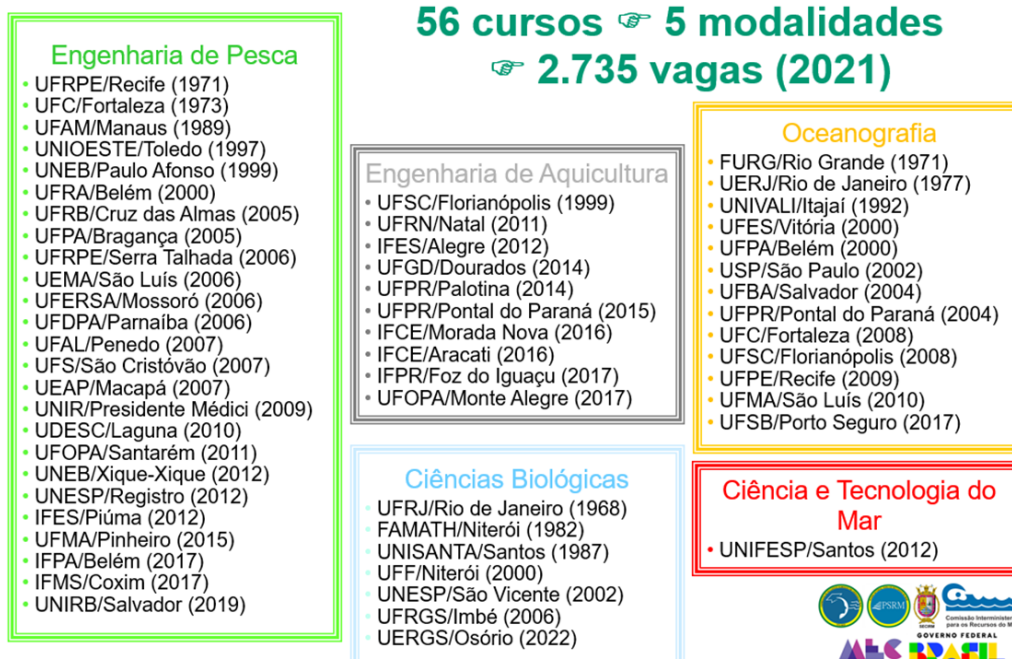 56 cursos ☞ 5 modalidades
☞ 2.735 vagas (2021)
Engenharia de Pesca
• UFRPE/Recife (1971)
• UFC/Fortaleza (1973)
• UFAM/Manaus (1989)
• UNIOESTE/Toledo (1997)
• UNEB/Paulo Afonso (1999)
• UFRA/Belém (2000)
• UFRB/Cruz das Almas (2005)
• UFPA/Bragança (2005)
• UFRPE/Serra Talhada (2006)
• UEMA/São Luís (2006)
• UFERSA/Mossoró (2006)
• UFDPA/Parnaíba (2006)
• UFAL/Penedo (2007)
• UFS/São Cristóvão (2007)
• UEAP/Macapá (2007)
• UNIR/Presidente Médici (2009)
• UDESC/Laguna (2010)
• UFOPA/Santarém (2011)
• UNEB/Xique-Xique (2012)
• UNESP/Registro (2012)
• IFES/Piúma (2012)
• UFMA/Pinheiro (2015)
• IFPA/Belém (2017)
• IFMS/Coxim (2017)
• UNIRB/Salvador (2019)
Engenharia de Aquicultura
• UFSC/Florianópolis (1999)
• UFRN/Natal (2011)
• IFES/Alegre (2012)
• UFGD/Dourados (2014)
• UFPR/Palotina (2014)
• UFPR/Pontal do Paraná (2015)
• IFCE/Morada Nova (2016)
• IFCE/Aracati (2016)
• IFPR/Foz do Iguaçu (2017)
• UFOPA/Monte Alegre (2017)
Ciências Biológicas
• UFRJ/Rio de Janeiro (1968)
• FAMATH/Niterói (1982)
• UNISANTA/Santos (1987)
• UFF/Niterói (2000)
• UNESP/São Vicente (2002)
• UFRGS/Imbé (2006)
• UERGS/Osório (2022)
Oceanografia
• FURG/Rio Grande (1971)
• UERJ/Rio de Janeiro (1977)
• UNIVALI/Itajaí (1992)
• UFES/Vitória (2000)
• UFPA/Belém (2000)
• USP/São Paulo (2002)
• UFBA/Salvador (2004)
• UFPR/Pontal do Paraná (2004)
• UFC/Fortaleza (2008)
• UFSC/Florianópolis (2008)
• UFPE/Recife (2009)
• UFMA/São Luís (2010)
• UFSB/Porto Seguro (2017)
Ciência e Tecnologia do
Mar
• UNIFESP/Santos (2012)
PSRM
SECIRM
Comissão Interminister
para os Recursos do M
GOVERNO FEDERAL
MEC BRASIL